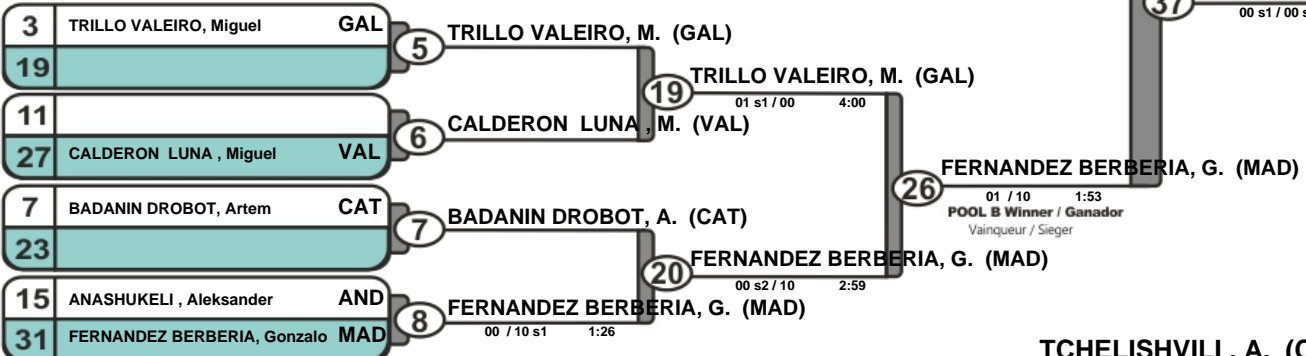 3 TRILLO VALEIRO, Miguel GAL
19
5 TRILLO VALEIRO, M. (GAL)
11
27 CALDERON LUNA , Miguel VAL
6 CALDERON LUNA , M. (VAL)
19 TRILLO VALEIRO, M. (GAL)
01 s1 / 00 4:00
7 BADANIN DROBOT, Artem CAT
23
7 BADANIN DROBOT, A. (CAT)
15 ANASHUKELI , Aleksander AND
31 FERNANDEZ BERBERIA, Gonzalo MAD
8 FERNANDEZ BERBERIA, G. (MAD)
00 / 10 s1 1:26
20 FERNANDEZ BERBERIA, G. (MAD)
00 s2 / 10 2:59
26 FERNANDEZ BERBERIA, G. (MAD)
01 / 10 1:53
POOL B Winner / Ganador
Vainqueur / Sieger
37
00 s1 / 00 s
TCHELISHVILI, A. (